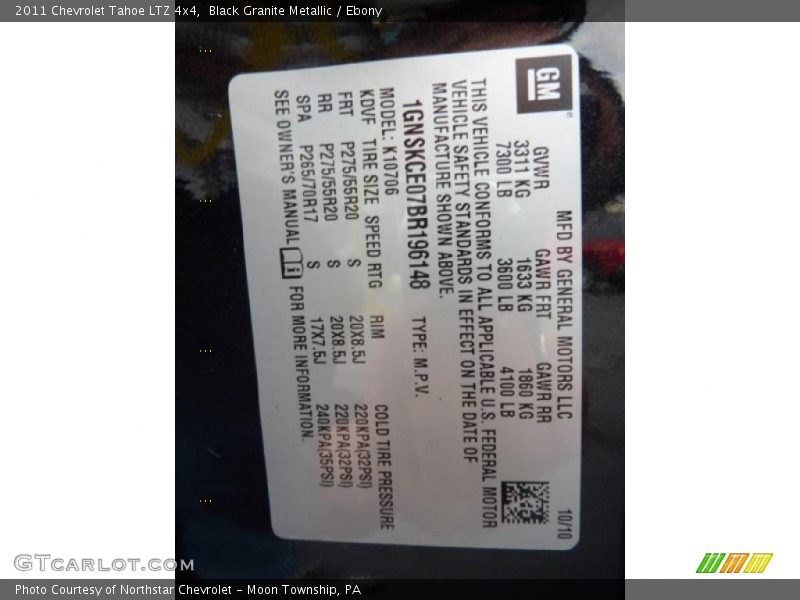 2011 Chevrolet Tahoe LTZ 4x4,  Black Granite Metallic / Ebony
GM
MFD BY GENERAL MOTORS LLC 10/10
GVWR GAWR FRT GAWR RR
3311 KG 1633 KG 1860 KG
7300 LB 3600 LB 4100 LB
THIS VEHICLE CONFORMS TO ALL APPLICABLE U.S. FEDERAL MOTOR
VEHICLE SAFETY STANDARDS IN EFFECT ON THE DATE OF
MANUFACTURE SHOWN ABOVE.
1GNSKCE07BR196148 TYPE: M.P.V.
MODEL: K10706
KDVF TIRE SIZE SPEED RTG RIM COLD TIRE PRESSURE
FRT P275/55R20 S 20X8.5J 220KPA(32PSI)
RR P275/55R20 S 20X8.5J 220KPA(32PSI)
SPA P265/70R17 S 17X7.5J 240KPA(35PSI)
SEE OWNER'S MANUAL i FOR MORE INFORMATION.
GTcarlot.com
Photo Courtesy of Northstar Chevrolet - Moon Township, PA